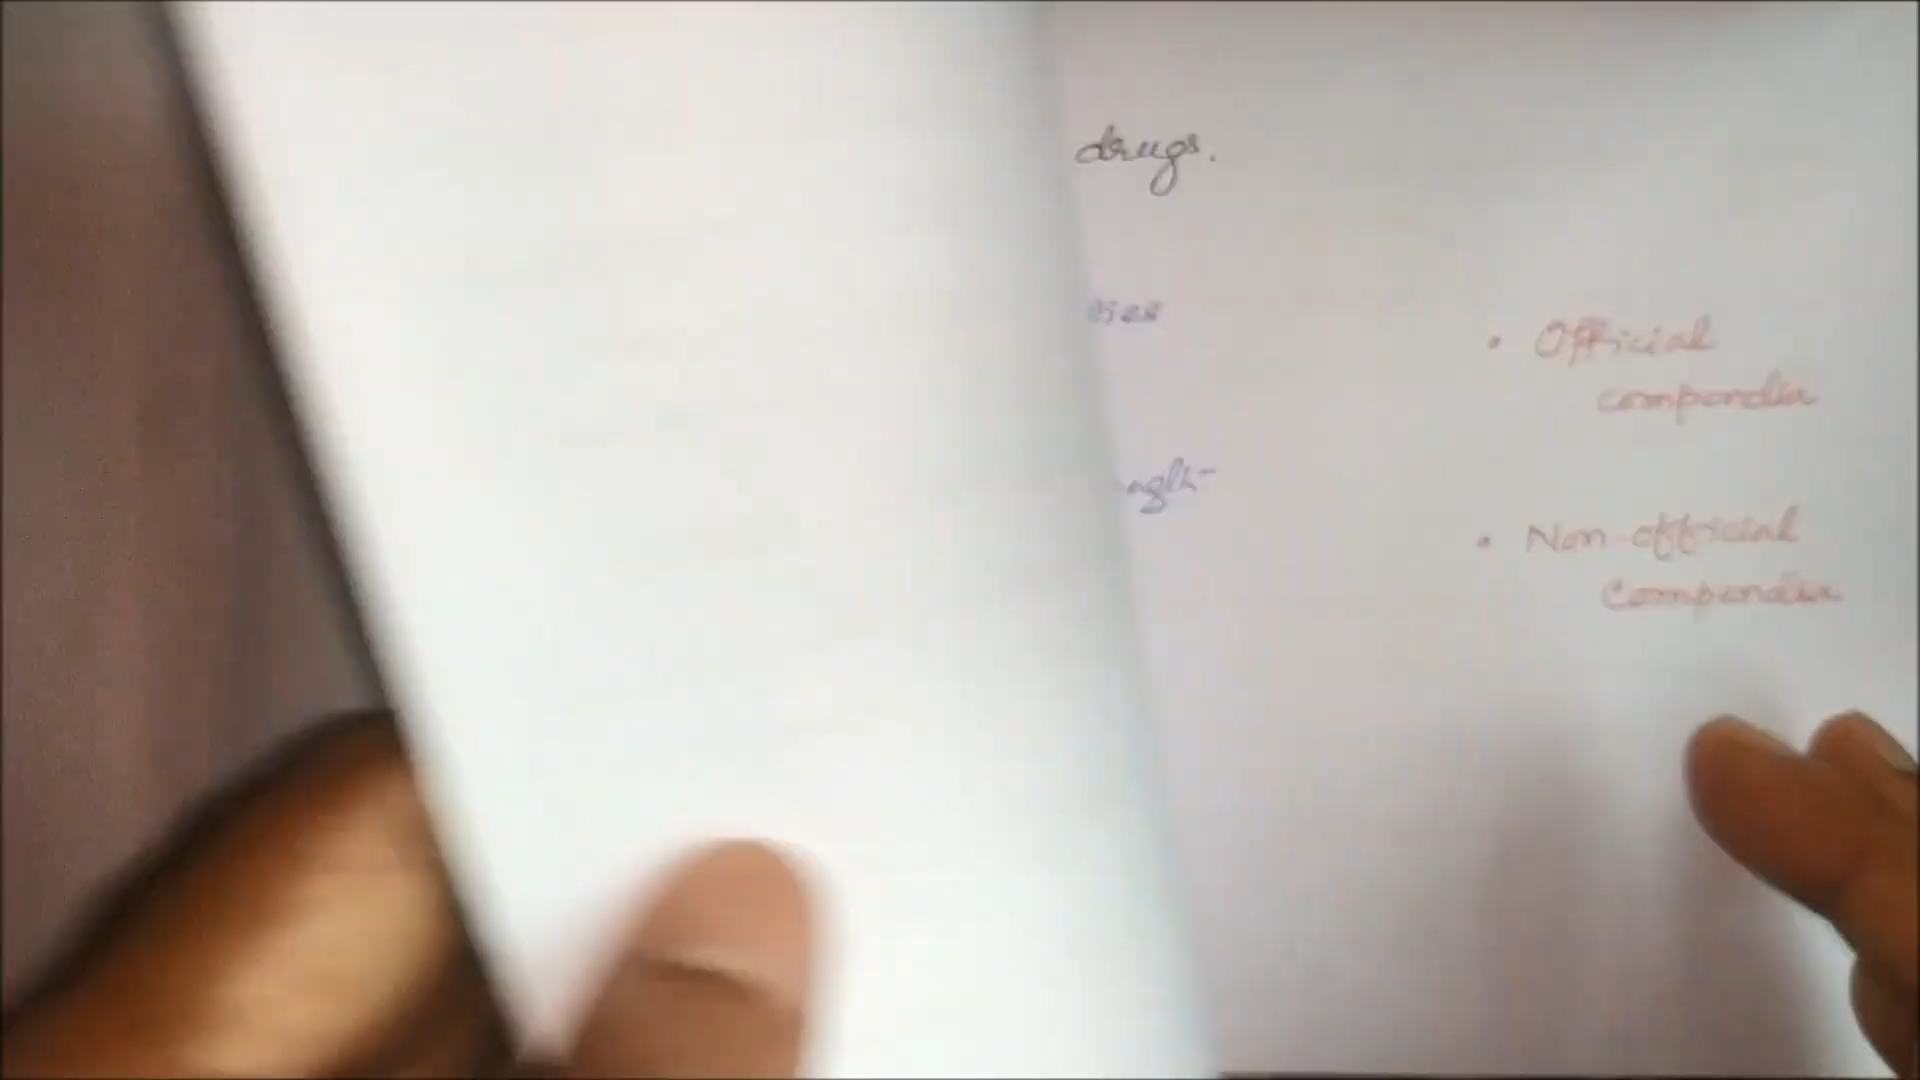 drugs.
• Official
compendia
• Non-official
Compendia